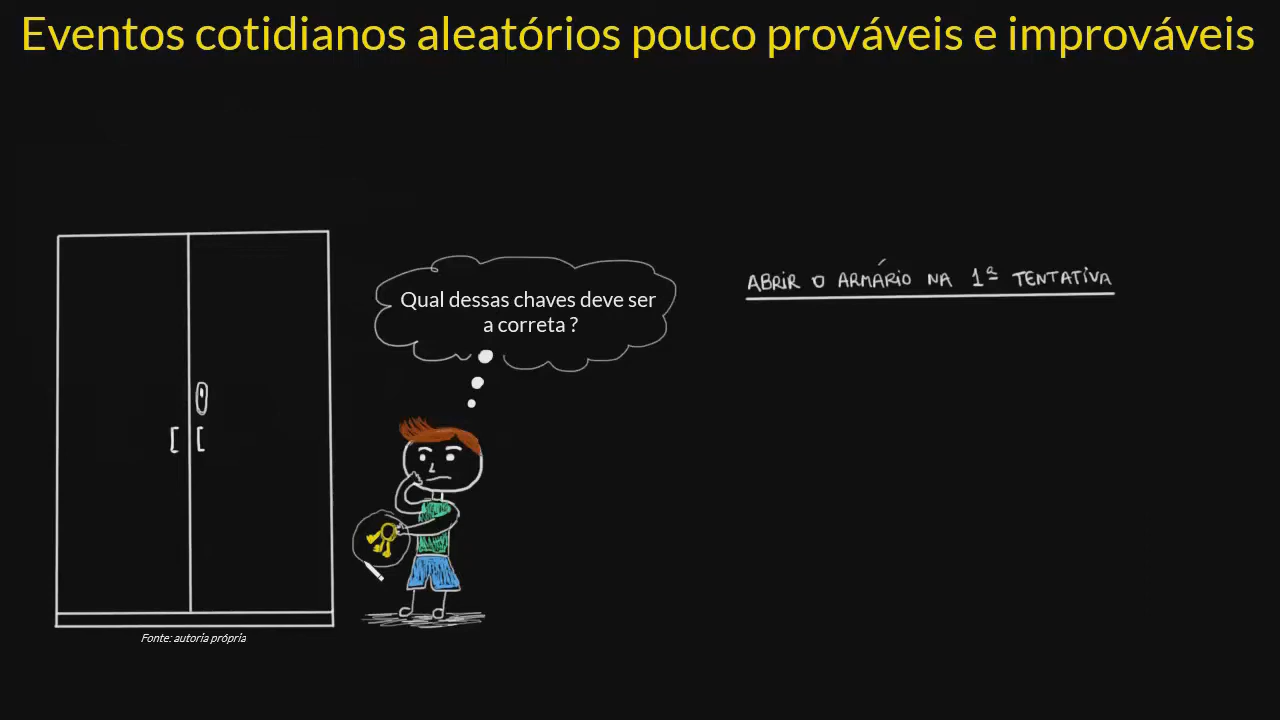 Eventos cotidianos aleatórios pouco prováveis e improváveis
Qual dessas chaves deve ser
a correta ?
ABRIR O ARMÁRIO NA 1ª TENTATIVA
Fonte: autoria própria